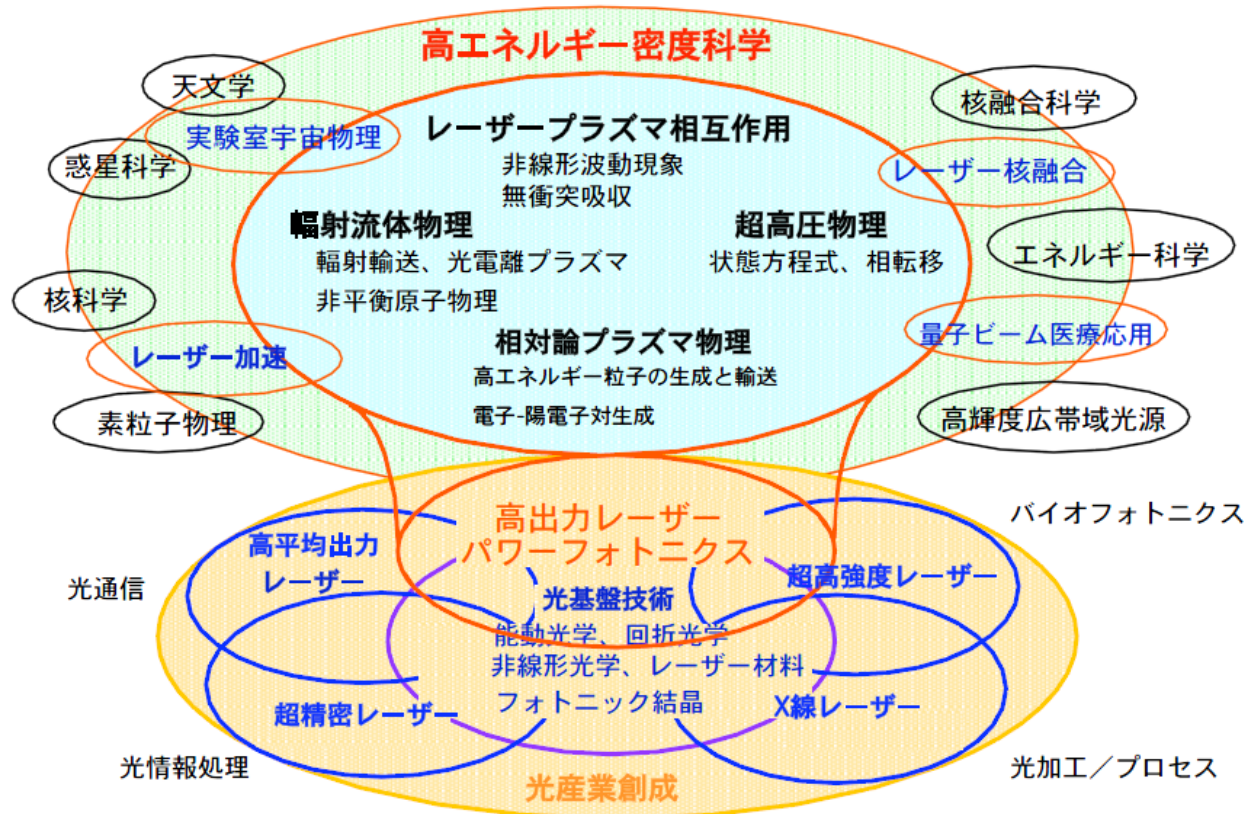 高エネルギー密度科学
天文学
実験室宇宙物理
惑星科学
核融合科学
レーザー核融合
レーザープラズマ相互作用
非線形波動現象
無衝突吸収
輻射流体物理
輻射輸送、光電離プラズマ
非平衡原子物理
超高圧物理
状態方程式、相転移
エネルギー科学
核科学
レーザー加速
素粒子物理
相対論プラズマ物理
高エネルギー粒子の生成と輸送
電子-陽電子対生成
量子ビーム医療応用
高輝度広帯域光源
高出力レーザー
パワーフォトニクス
バイオフォトニクス
高平均出力
レーザー
光通信
超高強度レーザー
光基盤技術
能動光学、回折光学
非線形光学、レーザー材料
フォトニック結晶
超精密レーザー
X線レーザー
光情報処理
光加工／プロセス
光産業創成